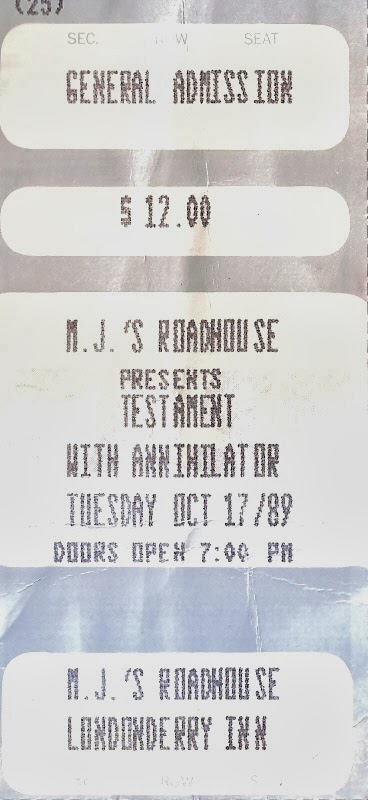 (25)
SEC. ROW SEAT
GENERAL ADMISSION
$ 12.00
M.J.'S ROADHOUSE
PRESENTS
TESTAMENT
WITH ANNIHILATOR
TUESDAY OCT 17/89
DOORS OPEN 7:00 PM
M.J.'S ROADHOUSE
LONDONDERRY INN
ROW